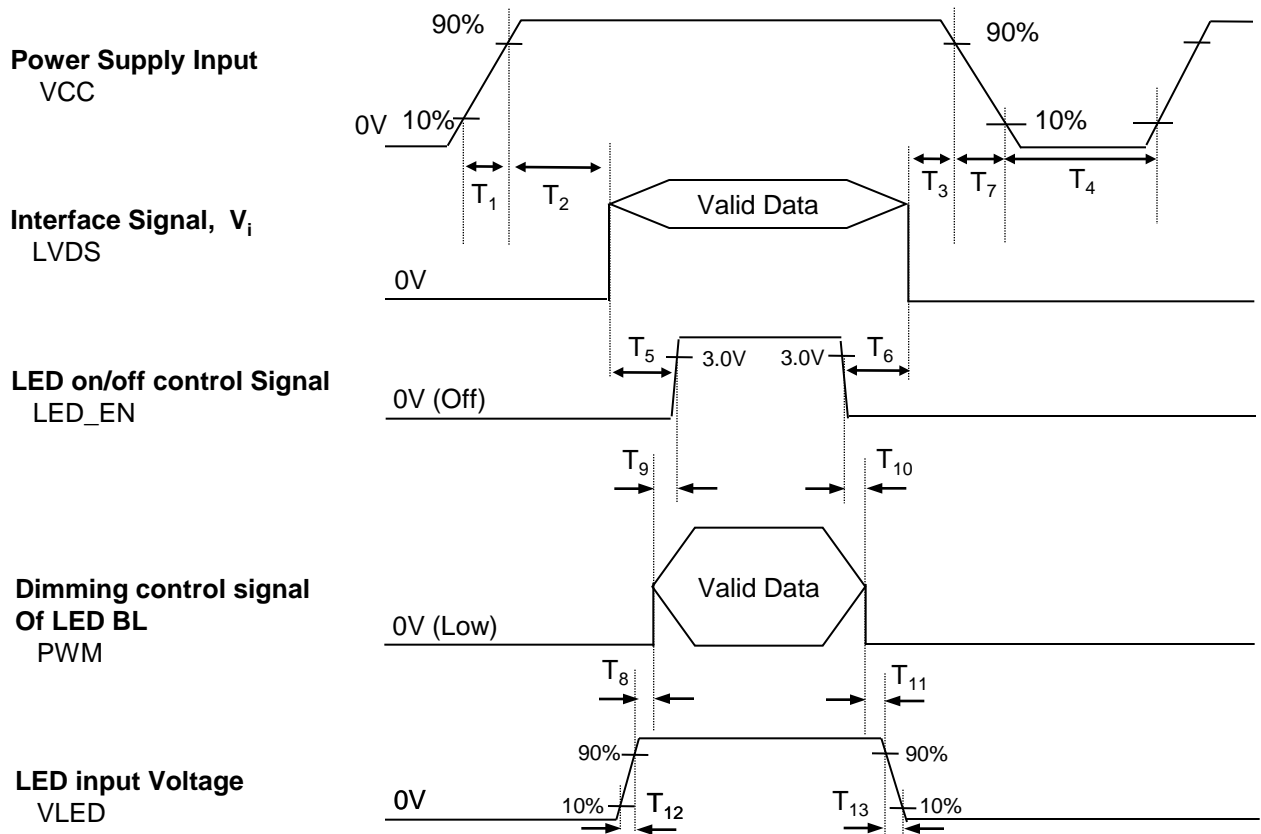 90%
90%
Power Supply Input
VCC
0V 10%
10%
T1
T2
T3
T7
T4
Interface Signal, Vi
LVDS
Valid Data
0V
T5
3.0V
3.0V
T6
LED on/off control Signal
LED_EN
0V (Off)
T9
T10
Dimming control signal
Of LED BL
PWM
Valid Data
0V (Low)
T8
T11
90%
90%
LED input Voltage
VLED
0V
10%
T12
T13
10%